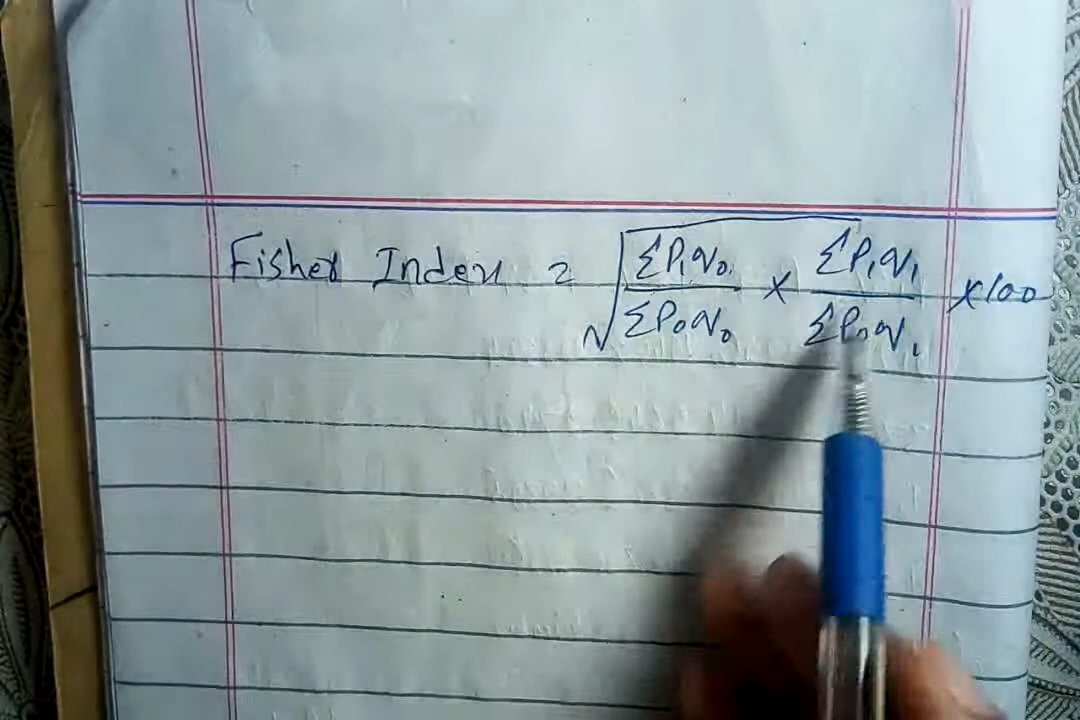 Fisher Index = √ΣP₁q₀/ΣP₀q₀ × ΣP₁q₁/ΣP₀q₁ ×100